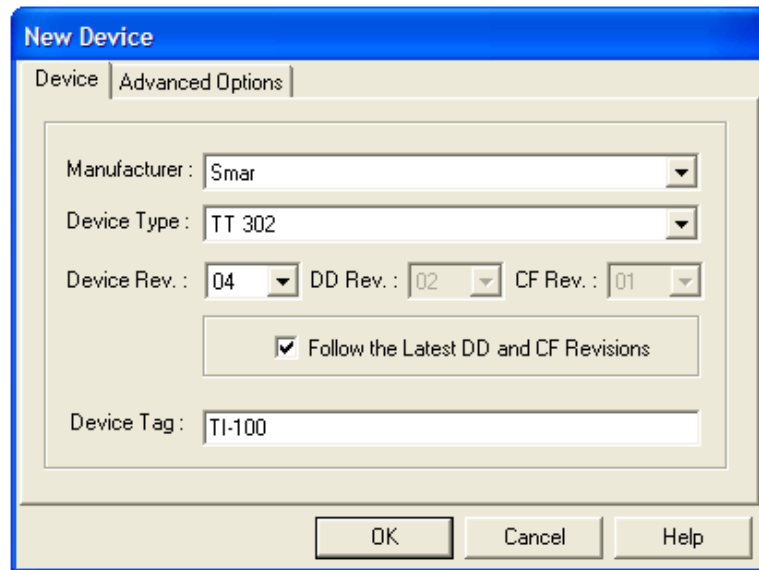 New Device
Device Advanced Options
Manufacturer : Smar
Device Type : TT 302
Device Rev. : 04 DD Rev. : 02 CF Rev. : 01
Follow the Latest DD and CF Revisions
Device Tag : TI-100
OK Cancel Help